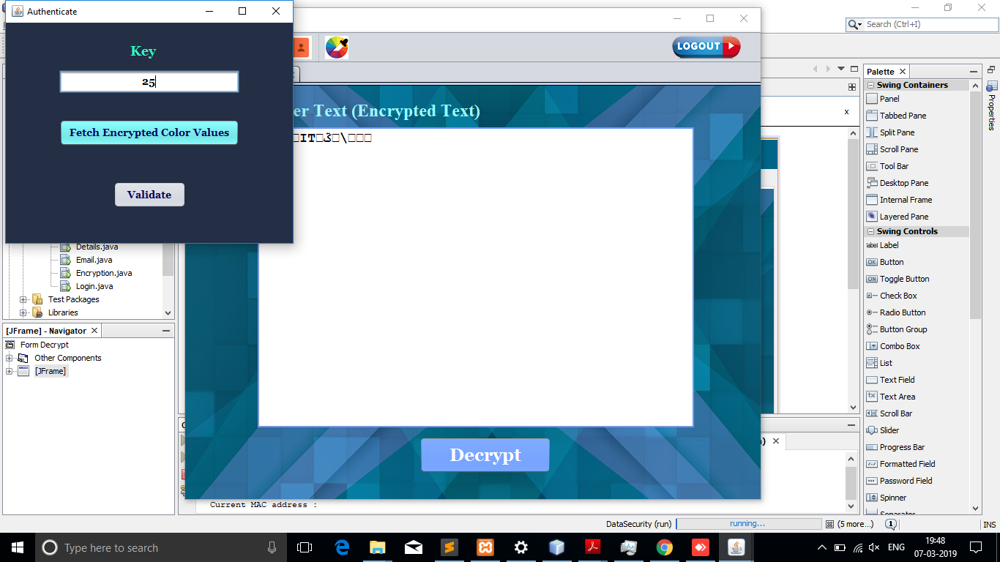 Authenticate
Key
25
Fetch Encrypted Color Values
Validate
LOGOUT
er Text (Encrypted Text)
Decrypt
Search (Ctrl+I)
x
Palette
Swing Containers
Panel
Tabbed Pane
Split Pane
Scroll Pane
Tool Bar
Desktop Pane
Internal Frame
Layered Pane
Swing Controls
label Label
OK Button
ON Toggle Button
Check Box
Radio Button
Button Group
Combo Box
List
Text Field
Text Area
Scroll Bar
Slider
Progress Bar
Formatted Field
Password Field
Spinner
Separator
Properties
Details.java
Email.java
Encryption.java
Login.java
Test Packages
Libraries
[JFrame] - Navigator
Form Decrypt
Other Components
[JFrame]
Current MAC address :
DataSecurity (run)
running...
(5 more...)
1
INS
Type here to search
ENG
19:48
07-03-2019